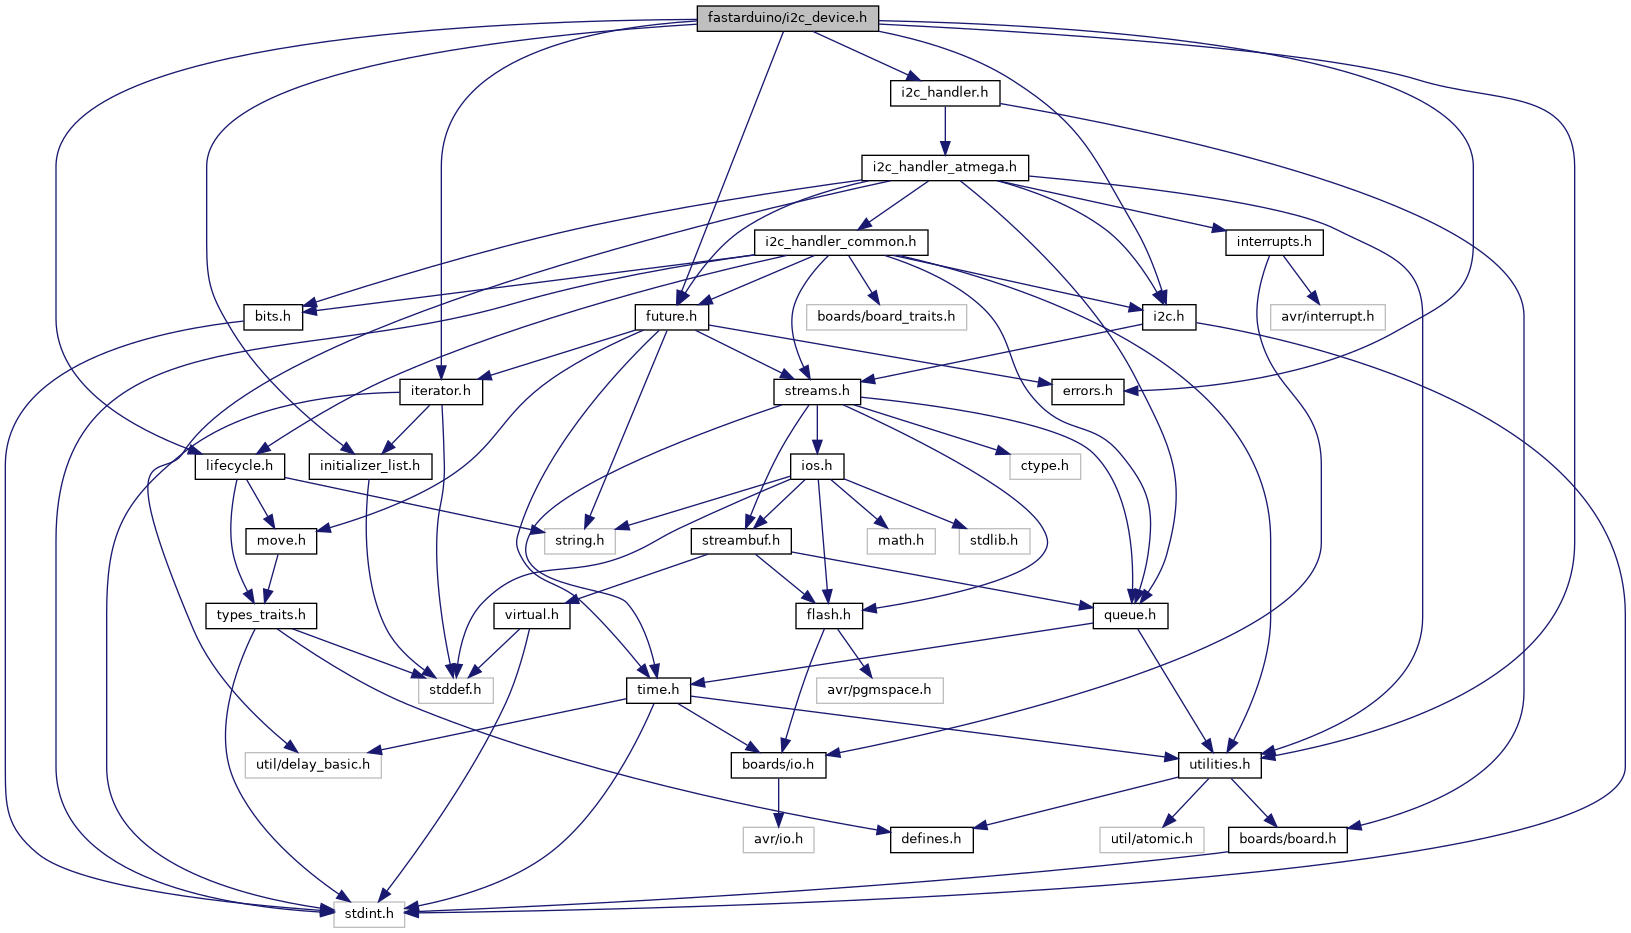 fastarduino/i2c_device.h
i2c_handler.h
i2c_handler_atmega.h
i2c_handler_common.h
interrupts.h
bits.h
future.h
boards/board_traits.h
i2c.h
avr/interrupt.h
iterator.h
streams.h
errors.h
lifecycle.h
initializer_list.h
ios.h
ctype.h
move.h
string.h
streambuf.h
math.h
stdlib.h
types_traits.h
virtual.h
flash.h
queue.h
stddef.h
time.h
avr/pgmspace.h
util/delay_basic.h
boards/io.h
utilities.h
avr/io.h
defines.h
util/atomic.h
boards/board.h
stdint.h